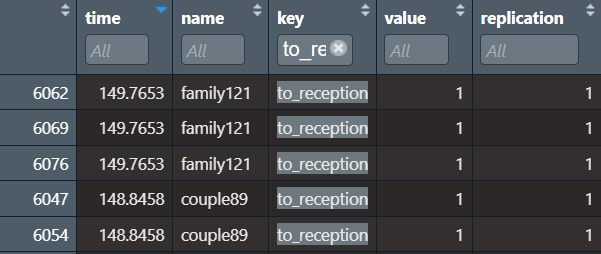 time name key value replication
All All to_re All All
6062 149.7653 family121 to_reception 1 1
6069 149.7653 family121 to_reception 1 1
6076 149.7653 family121 to_reception 1 1
6047 148.8458 couple89 to_reception 1 1
6054 148.8458 couple89 to_reception 1 1